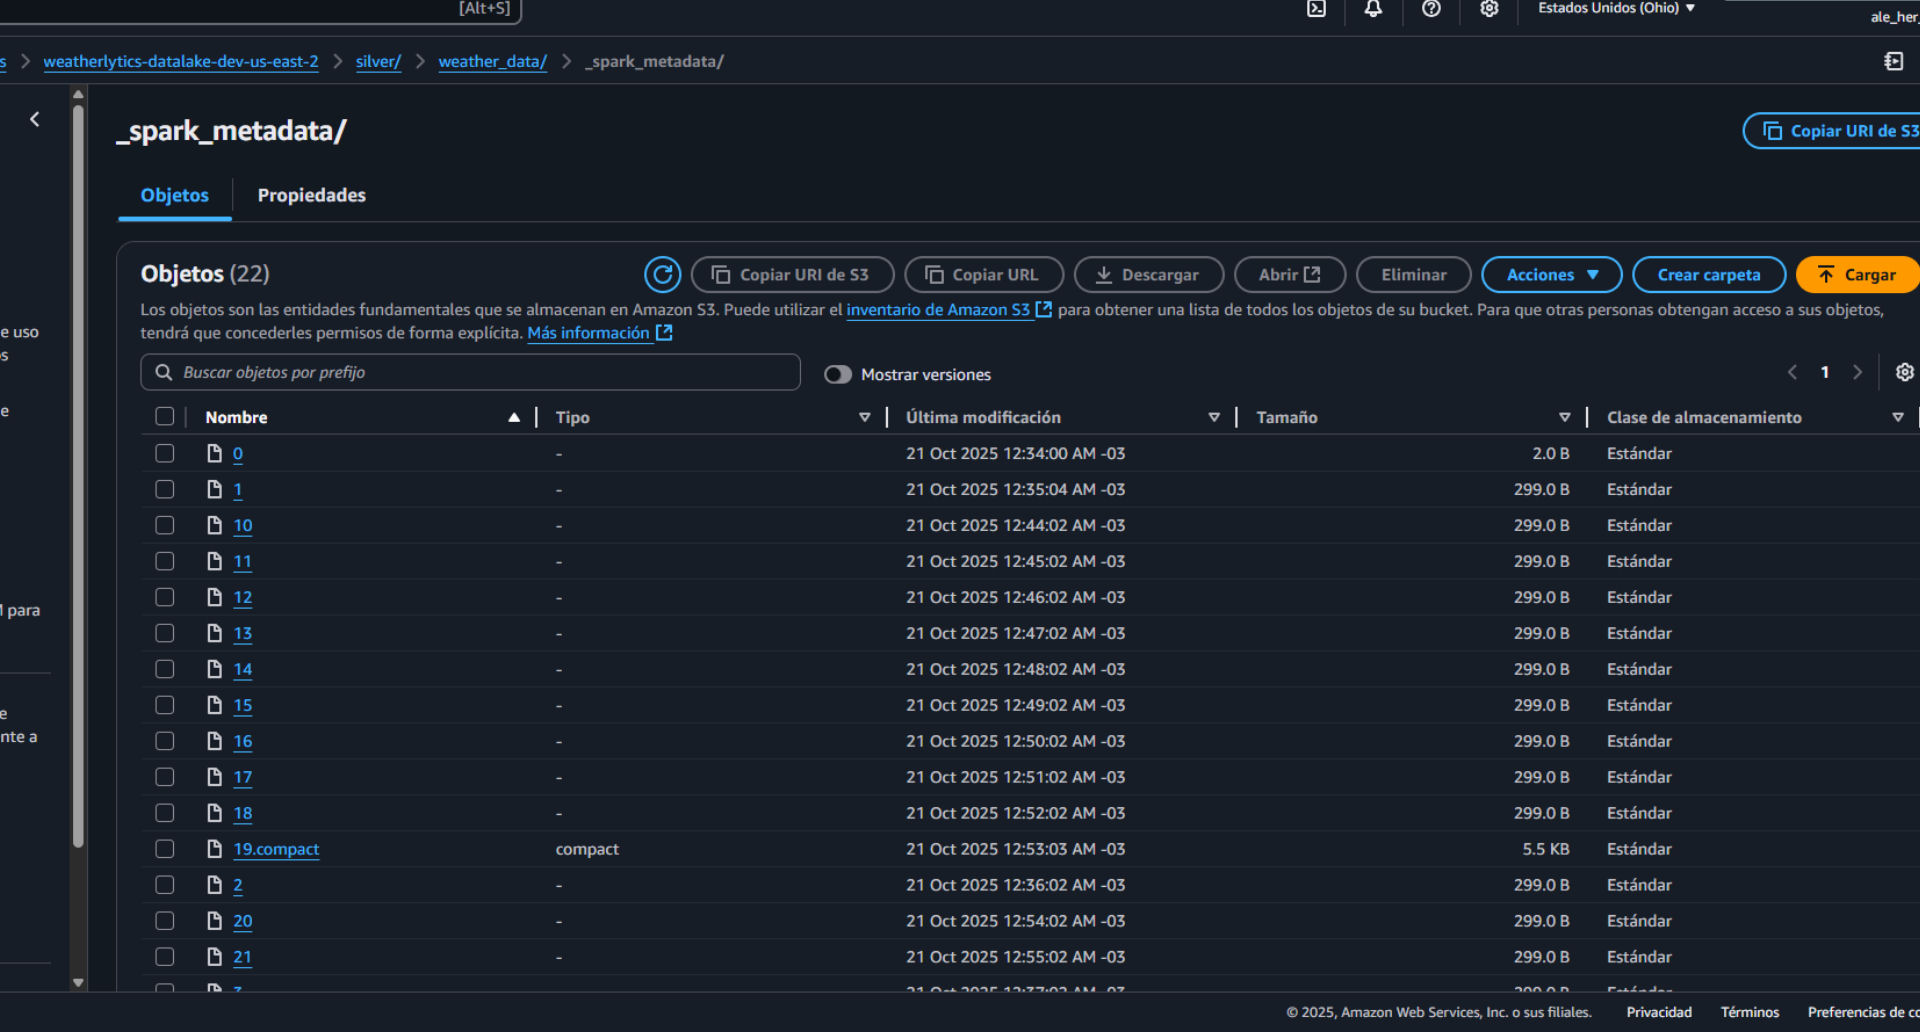 [Alt+S]
Estados Unidos (Ohio)
ale_her_
s > weatherlytics-datalake-dev-us-east-2 > silver/ > weather_data/ > _spark_metadata/
_spark_metadata/
Copiar URI de S3
Objetos
Propiedades
Objetos (22)
Copiar URI de S3
Copiar URL
Descargar
Abrir
Eliminar
Acciones
Crear carpeta
Cargar
Los objetos son las entidades fundamentales que se almacenan en Amazon S3. Puede utilizar el inventario de Amazon S3 para obtener una lista de todos los objetos de su bucket. Para que otras personas obtengan acceso a sus objetos,
tendrá que concederles permisos de forma explícita. Más información
e uso
os
e
M para
e
nte a
Buscar objetos por prefijo
Mostrar versiones
< 1 >
Nombre Tipo Última modificación Tamaño Clase de almacenamiento
0 - 21 Oct 2025 12:34:00 AM -03 2.0 B Estándar
1 - 21 Oct 2025 12:35:04 AM -03 299.0 B Estándar
10 - 21 Oct 2025 12:44:02 AM -03 299.0 B Estándar
11 - 21 Oct 2025 12:45:02 AM -03 299.0 B Estándar
12 - 21 Oct 2025 12:46:02 AM -03 299.0 B Estándar
13 - 21 Oct 2025 12:47:02 AM -03 299.0 B Estándar
14 - 21 Oct 2025 12:48:02 AM -03 299.0 B Estándar
15 - 21 Oct 2025 12:49:02 AM -03 299.0 B Estándar
16 - 21 Oct 2025 12:50:02 AM -03 299.0 B Estándar
17 - 21 Oct 2025 12:51:02 AM -03 299.0 B Estándar
18 - 21 Oct 2025 12:52:02 AM -03 299.0 B Estándar
19.compact compact 21 Oct 2025 12:53:03 AM -03 5.5 KB Estándar
2 - 21 Oct 2025 12:36:02 AM -03 299.0 B Estándar
20 - 21 Oct 2025 12:54:02 AM -03 299.0 B Estándar
21 - 21 Oct 2025 12:55:02 AM -03 299.0 B Estándar
3 21 Oct 2025 12:37:02 AM -03 299.0 B Estándar
© 2025, Amazon Web Services, Inc. o sus filiales.
Privacidad
Términos
Preferencias de co